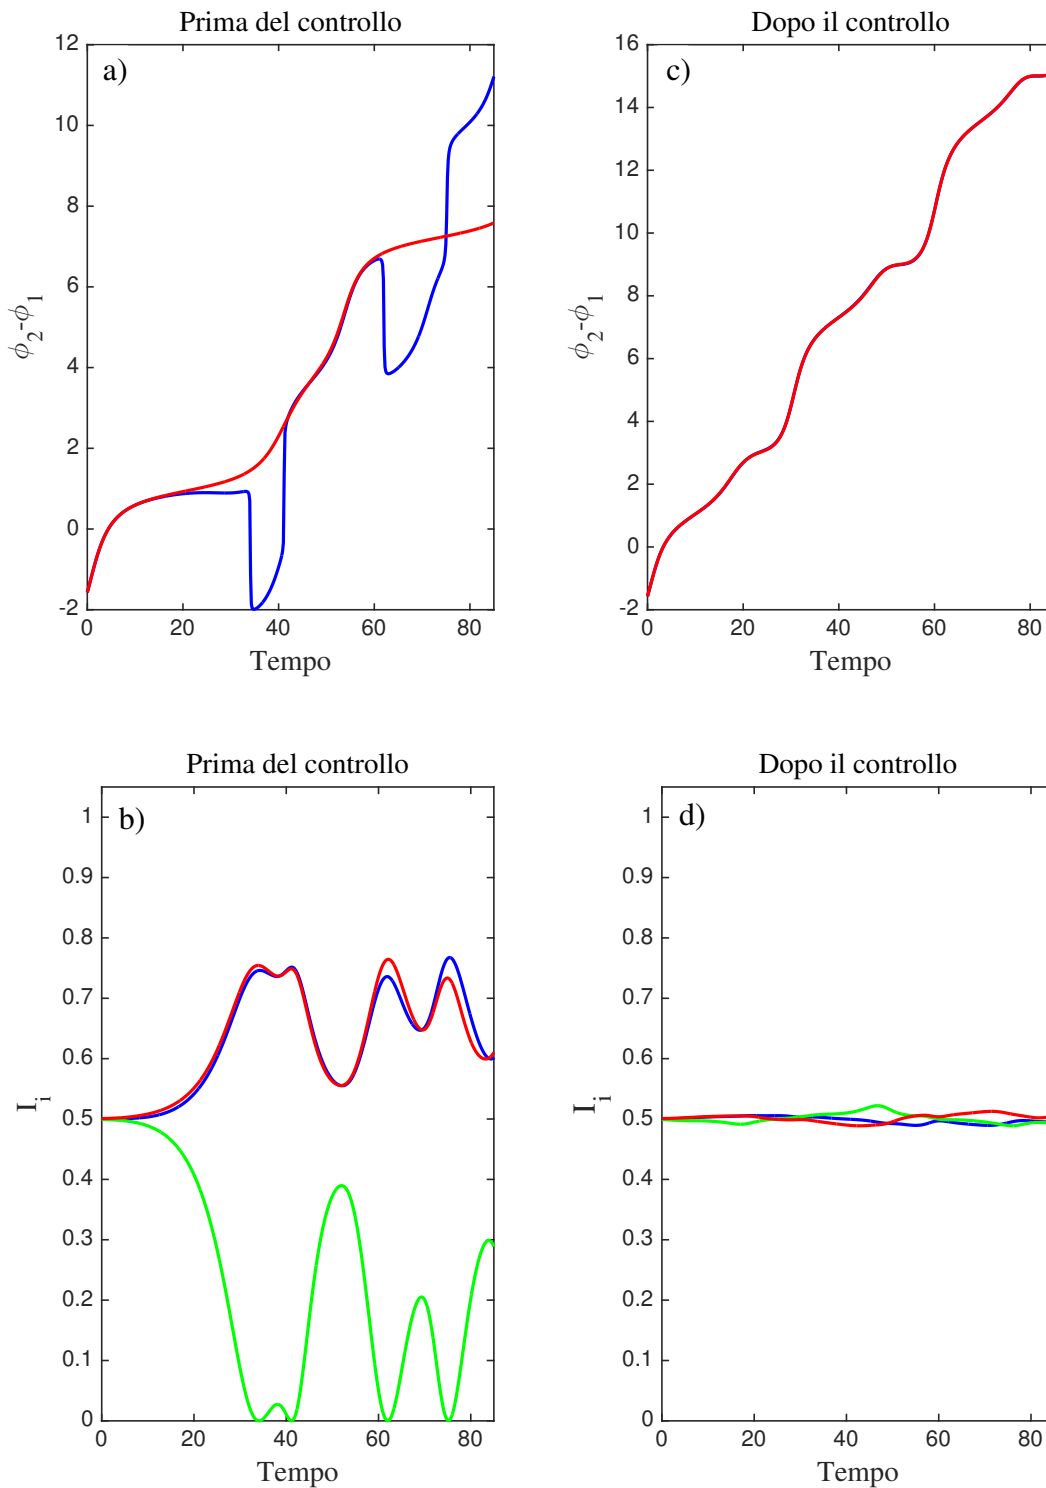 Prima del controllo
a)
12
10
8
6
4
2
0
-2
ϕ2-ϕ1
0 20 40 60 80
Tempo
Dopo il controllo
c)
16
14
12
10
8
6
4
2
0
-2
ϕ2-ϕ1
0 20 40 60 80
Tempo
Prima del controllo
b)
1
0.9
0.8
0.7
0.6
0.5
0.4
0.3
0.2
0.1
0
Ii
0 20 40 60 80
Tempo
Dopo il controllo
d)
1
0.9
0.8
0.7
0.6
0.5
0.4
0.3
0.2
0.1
0
Ii
0 20 40 60 80
Tempo